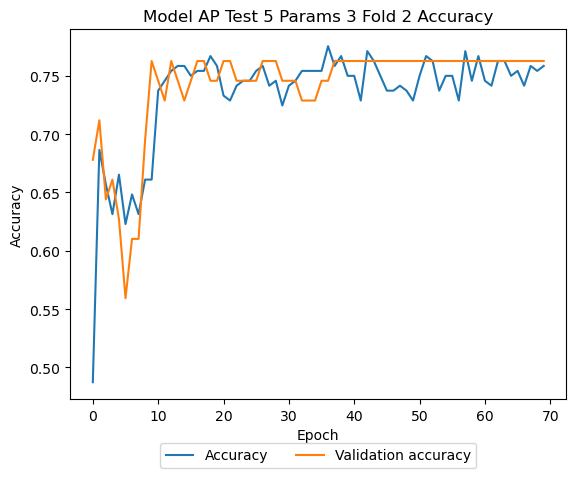 Model AP Test 5 Params 3 Fold 2 Accuracy
Accuracy
0.75
0.70
0.65
0.60
0.55
0.50
0 10 20 30 40 50 60 70
Epoch
Accuracy Validation accuracy